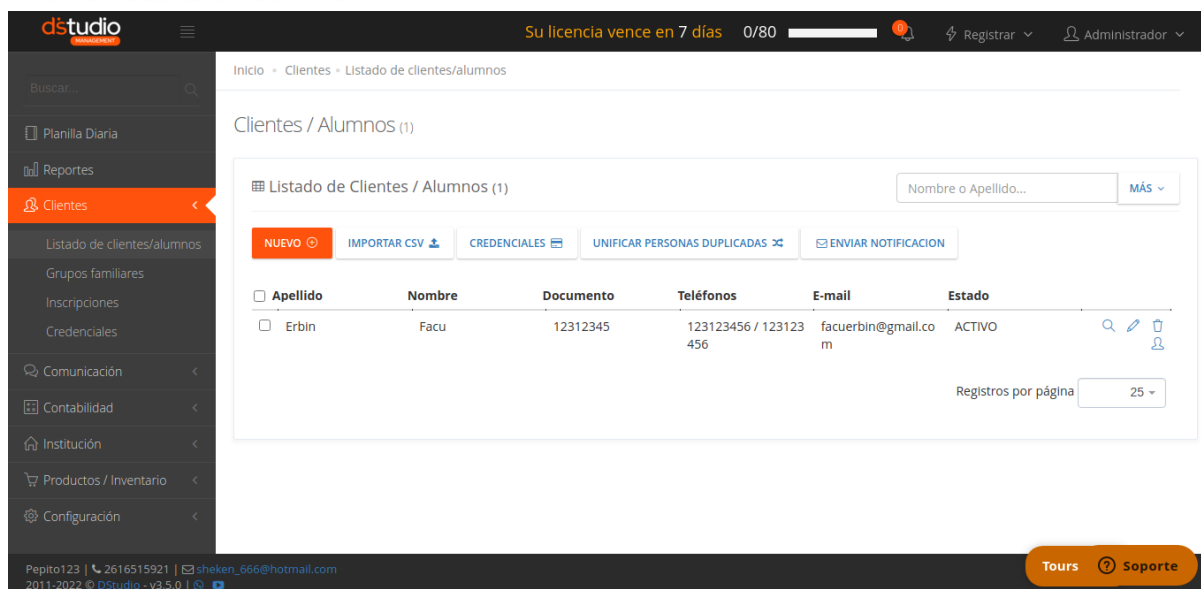 dstudio
MANAGEMENT
Su licencia vence en 7 días 0/80 0 Registrar Administrador
Buscar...
Planilla Diaria
Reportes
Clientes
Listado de clientes/alumnos
Grupos familiares
Inscripciones
Credenciales
Comunicación
Contabilidad
Institución
Productos / Inventario
Configuración
Inicio Clientes Listado de clientes/alumnos
Clientes / Alumnos (1)
Listado de Clientes / Alumnos (1) Nombre o Apellido... MÁS
NUEVO IMPORTAR CSV CREDENCIALES UNIFICAR PERSONAS DUPLICADAS ENVIAR NOTIFICACION
Apellido Nombre Documento Teléfonos E-mail Estado
Erbin Facu 12312345 123123456 / 123123 facuerbin@gmail.co ACTIVO
456 m
Registros por página 25
Pepito123 | 2616515921 | sheken_666@hotmail.com
2011-2022 © DStudio - v3.5.0 |
Tours ? Soporte